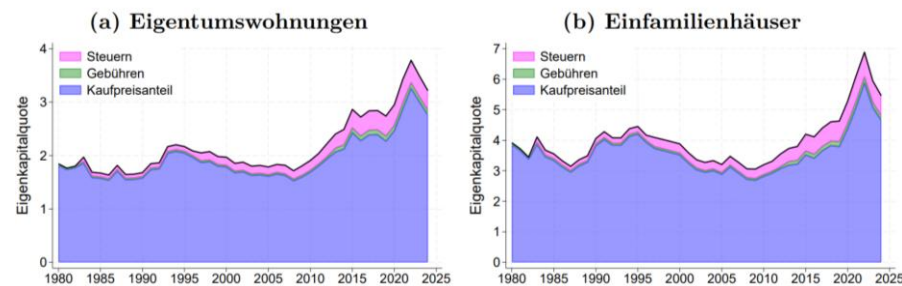 (a) Eigentumswohnungen
Eigenkapitalquote
4
3
2
1
0
Steuern
Gebühren
Kaufpreisanteil
1980 1985 1990 1995 2000 2005 2010 2015 2020 2025
(b) Einfamilienhäuser
Eigenkapitalquote
7
6
5
4
3
2
1
0
Steuern
Gebühren
Kaufpreisanteil
1980 1985 1990 1995 2000 2005 2010 2015 2020 2025